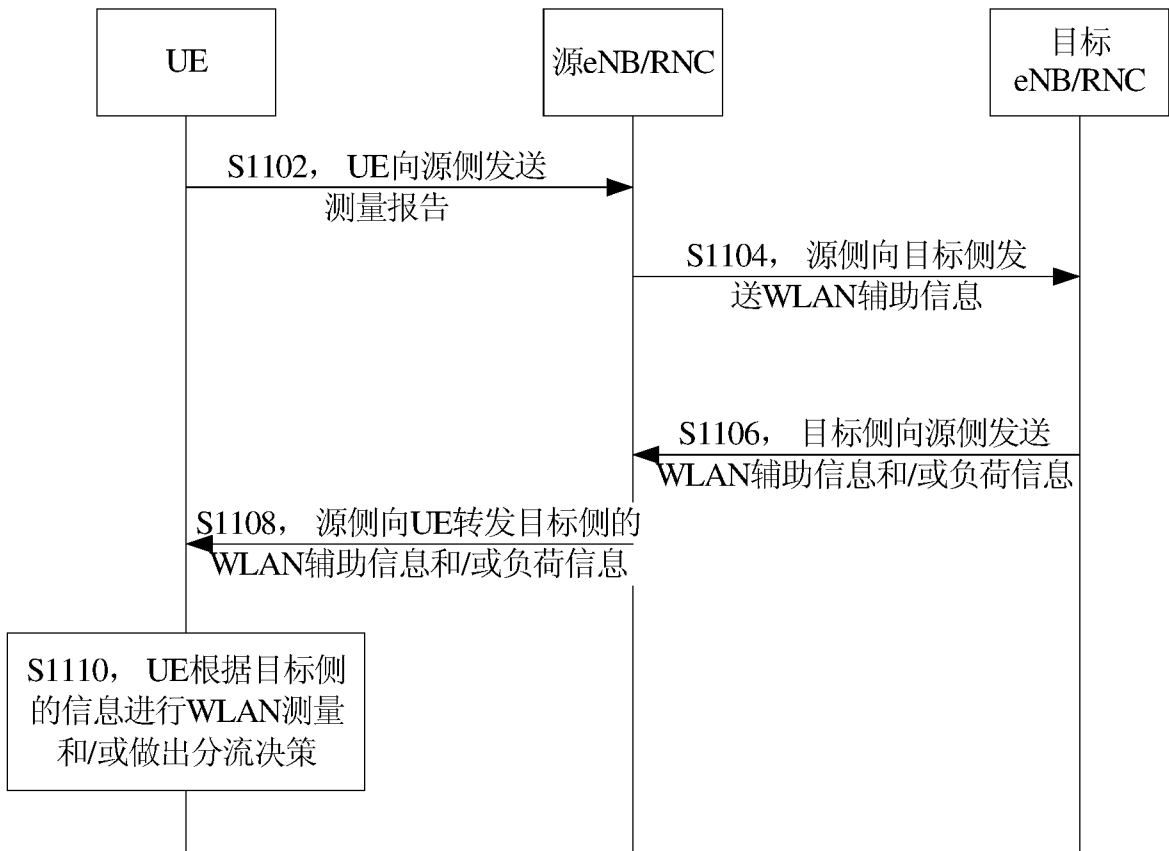 UE
源eNB/RNC
目标
eNB/RNC
S1102， UE向源侧发送
测量报告
S1104， 源侧向目标侧发
送WLAN辅助信息
S1106， 目标侧向源侧发送
WLAN辅助信息和/或负荷信息
S1108， 源侧向UE转发目标侧的
WLAN辅助信息和/或负荷信息
S1110， UE根据目标侧
的信息进行WLAN测量
和/或做出分流决策